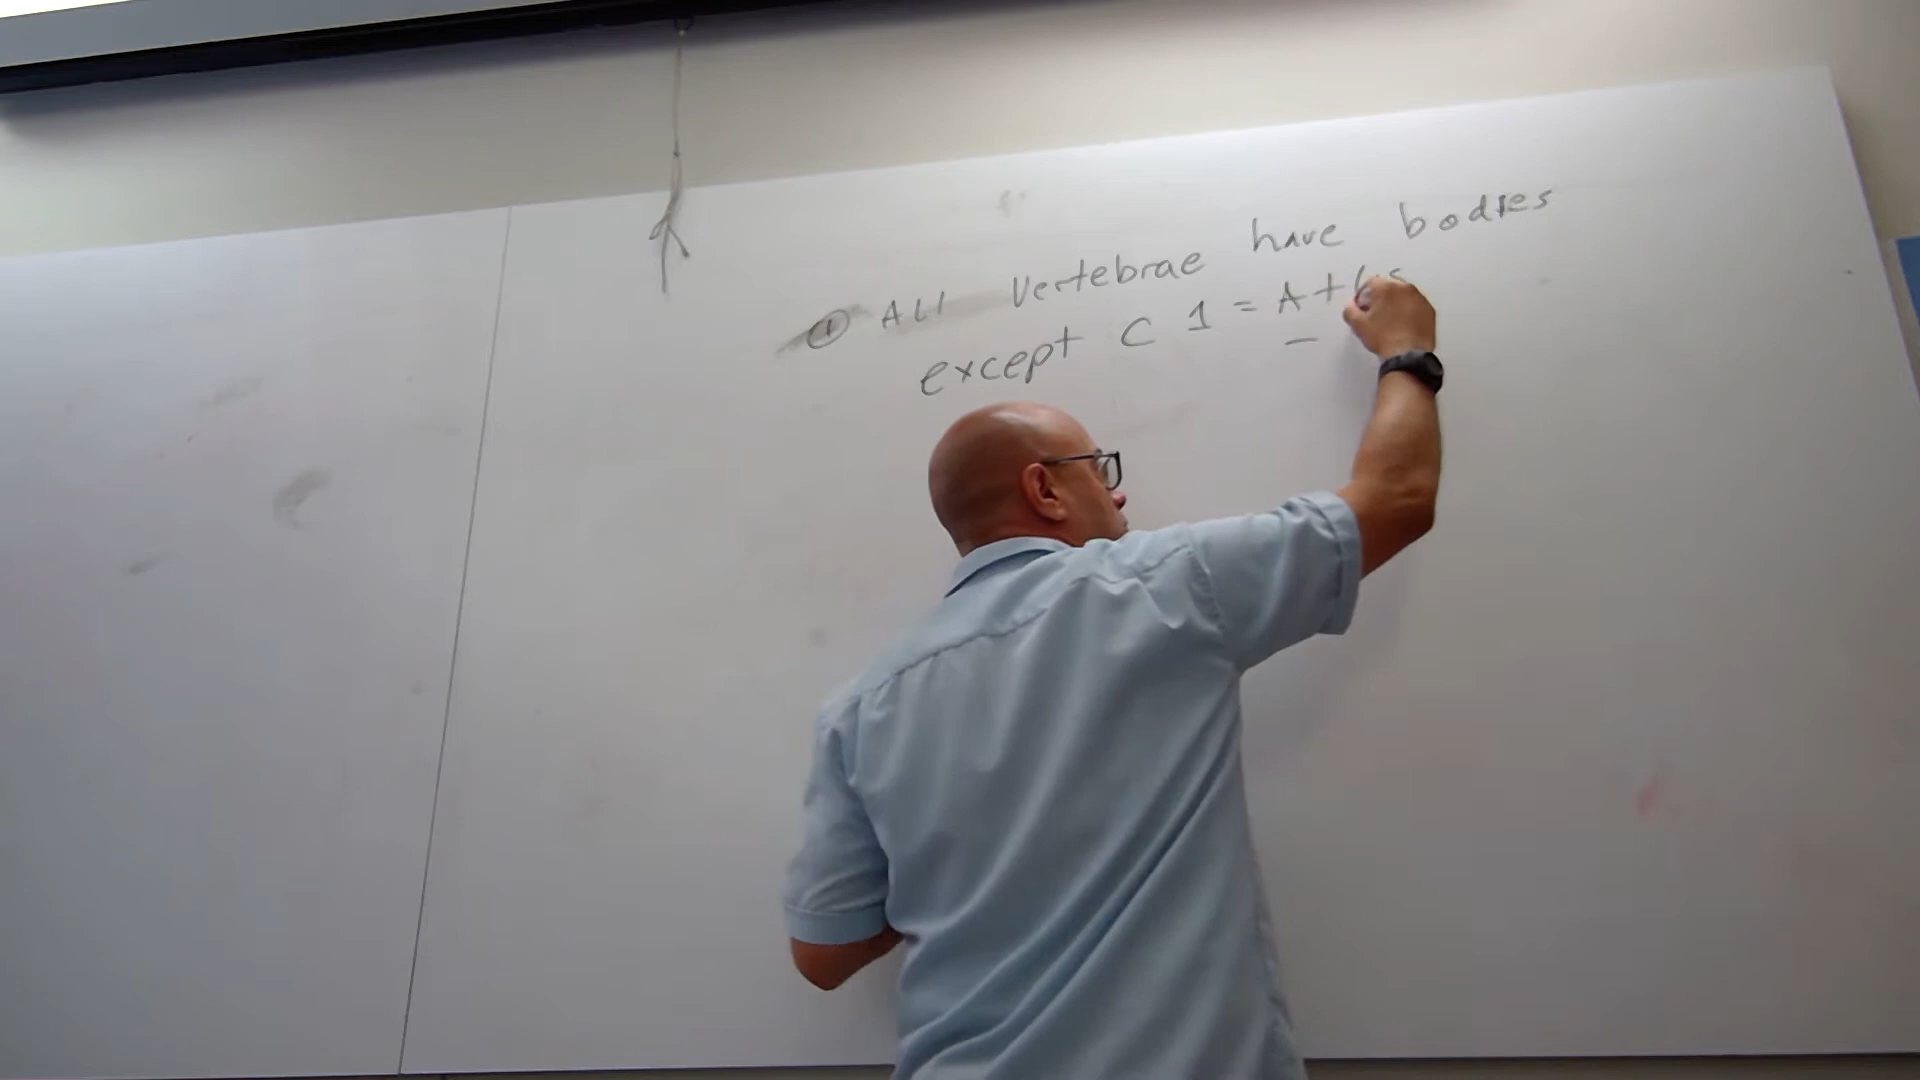 ① All Vertebrae have bodies
except C 1 = A+